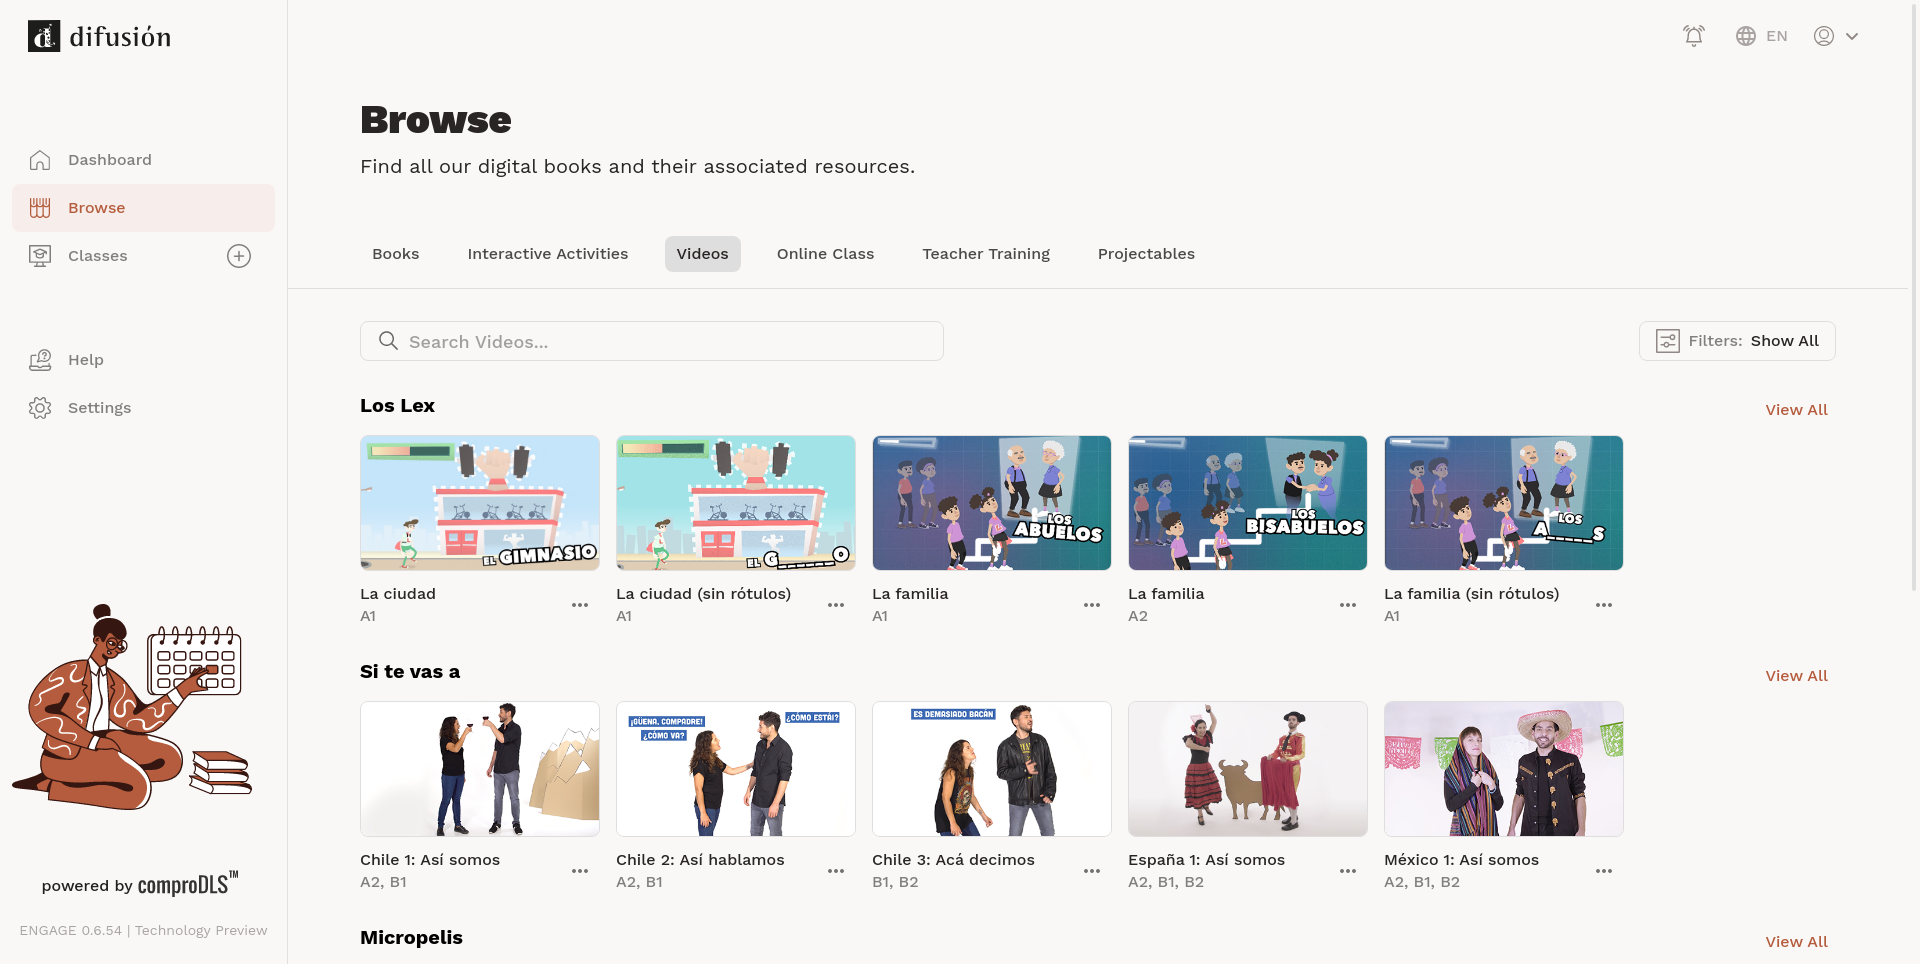 difusión
EN
Dashboard
Browse
Classes
Help
Settings
powered by comproDLS™
ENGAGE 0.6.54 | Technology Preview
Browse
Find all our digital books and their associated resources.
Books
Interactive Activities
Videos
Online Class
Teacher Training
Projectables
Search Videos...
Filters: Show All
Los Lex
View All
EL GIMNASIO
EL G_____O
LOS ABUELOS
LOS BISABUELOS
LOS A____S
La ciudad
A1
La ciudad (sin rótulos)
A1
La familia
A1
La familia
A2
La familia (sin rótulos)
A1
Si te vas a
View All
¡GÜENA, COMPADRE!
¿CÓMO VA?
¿CÓMO ESTÁI?
ES DEMASIADO BACÁN
Chile 1: Así somos
A2, B1
Chile 2: Así hablamos
A2, B1
Chile 3: Acá decimos
B1, B2
España 1: Así somos
A2, B1, B2
México 1: Así somos
A2, B1, B2
Micropelis
View All